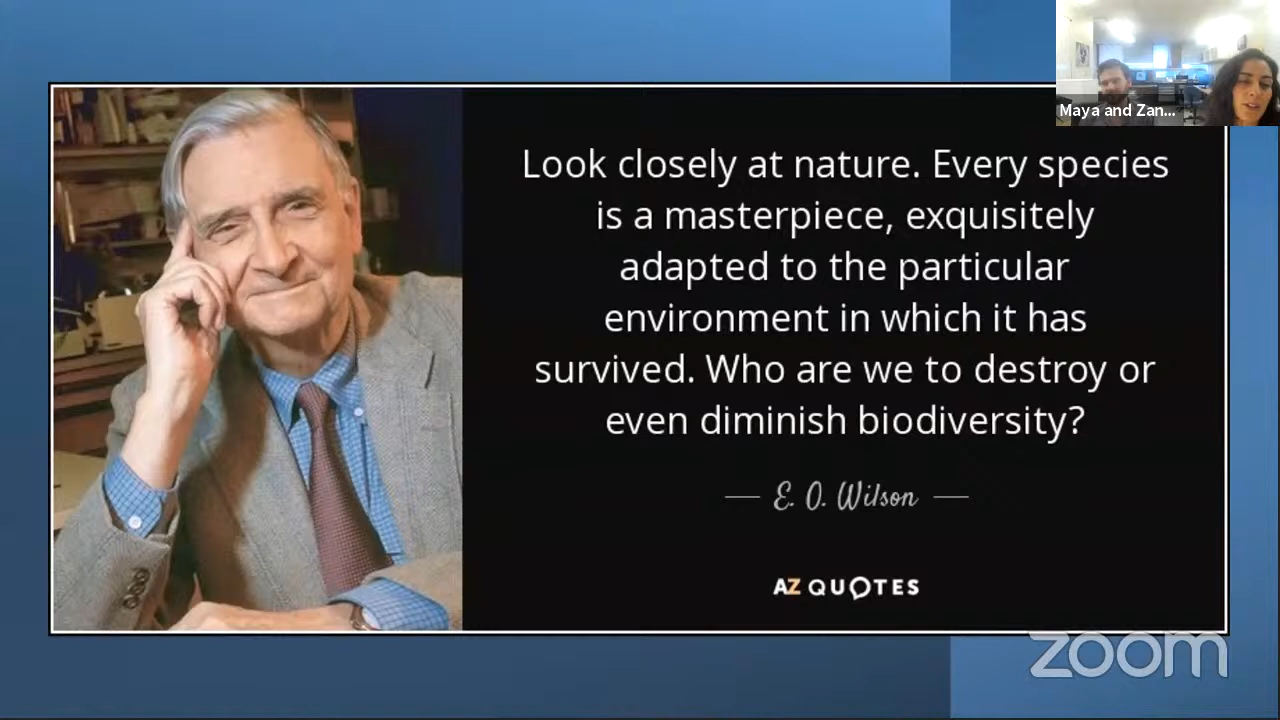 Maya and Zan...
Look closely at nature. Every species
is a masterpiece, exquisitely
adapted to the particular
environment in which it has
survived. Who are we to destroy or
even diminish biodiversity?
— E. O. Wilson —
AZ QUOTES
zoom